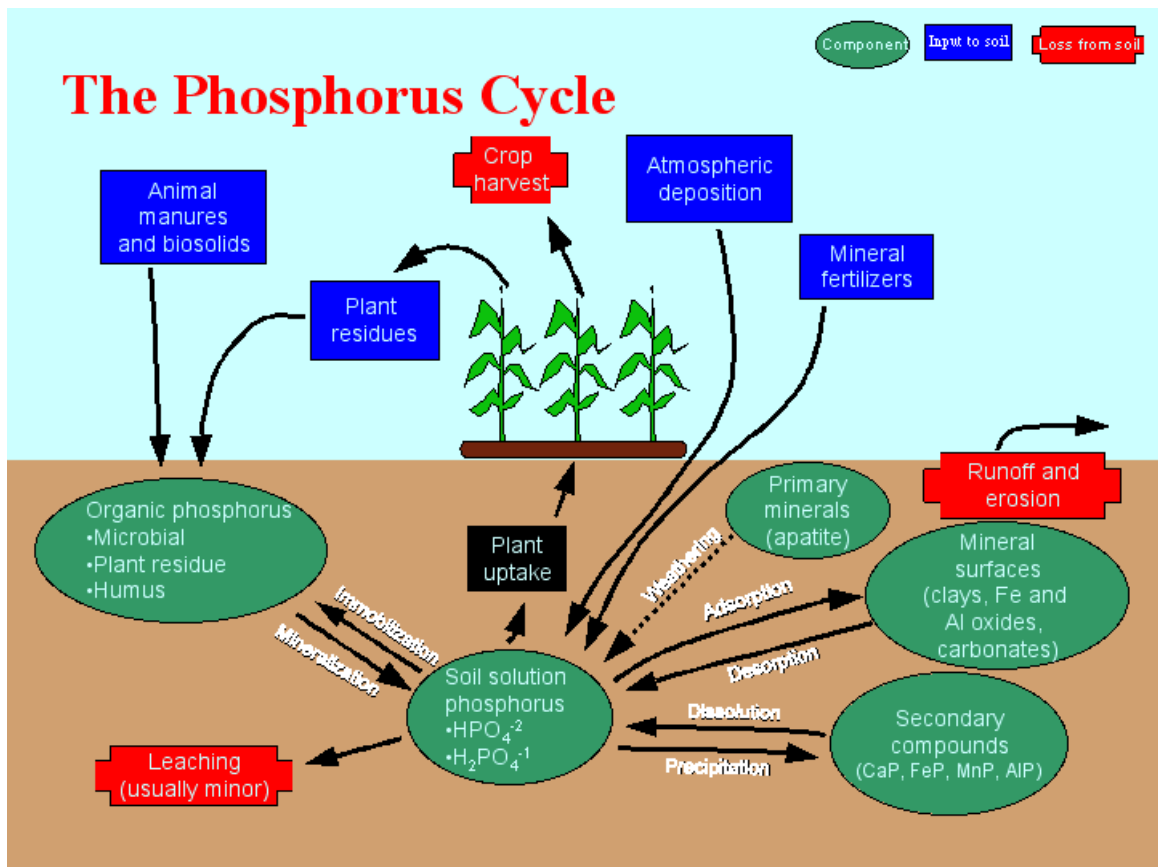 Component
Input to soil
Loss from soil
The Phosphorus Cycle
Crop
harvest
Atmospheric
deposition
Animal
manures
and biosolids
Mineral
fertilizers
Plant
residues
Runoff and
erosion
Primary
minerals
(apatite)
Organic phosphorus
•Microbial
•Plant residue
•Humus
Plant
uptake
Weathering
Mineral
surfaces
(clays, Fe and
Al oxides,
carbonates)
Adsorption
Immobilization
Mineralization
Desorption
Soil solution
phosphorus
•HPO₄⁻²
•H₂PO₄⁻¹
Dissolution
Precipitation
Secondary
compounds
(CaP, FeP, MnP, AlP)
Leaching
(usually minor)